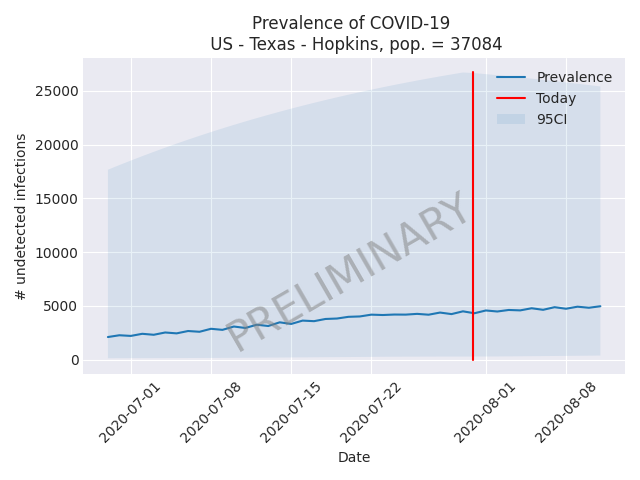 Prevalence of COVID-19
US - Texas - Hopkins, pop. = 37084
# undetected infections
25000
20000
15000
10000
5000
0
Prevalence
Today
95CI
PRELIMINARY
2020-07-01
2020-07-08
2020-07-15
2020-07-22
2020-08-01
2020-08-08
Date